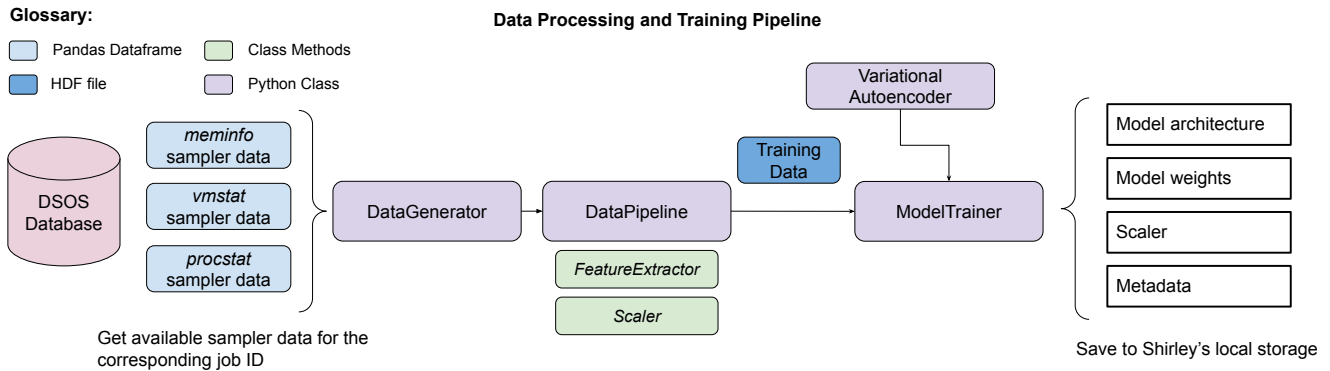 Glossary:
Data Processing and Training Pipeline
Pandas Dataframe
Class Methods
HDF file
Python Class
DSOS
Database
meminfo
sampler data
vmstat
sampler data
procstat
sampler data
Get available sampler data for the
corresponding job ID
DataGenerator
DataPipeline
FeatureExtractor
Scaler
Training
Data
Variational
Autoencoder
ModelTrainer
Model architecture
Model weights
Scaler
Metadata
Save to Shirley's local storage